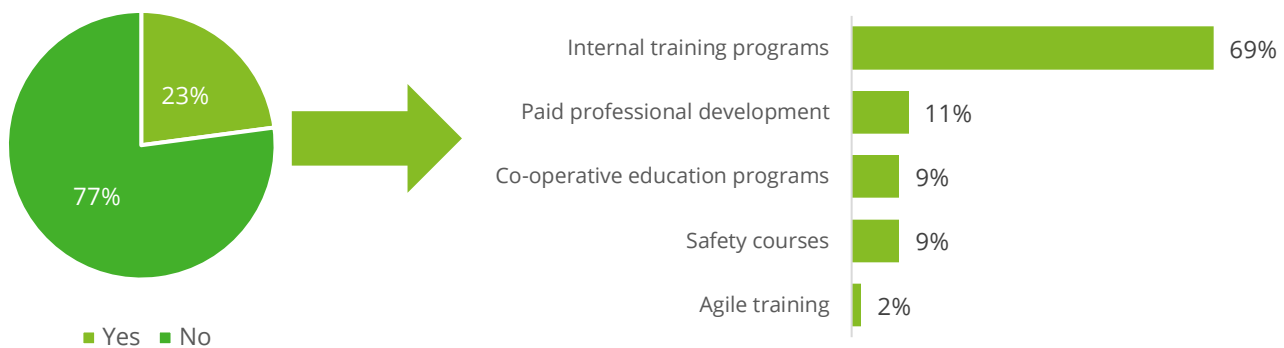 23%
77%
Yes No
Internal training programs 69%
Paid professional development 11%
Co-operative education programs 9%
Safety courses 9%
Agile training 2%